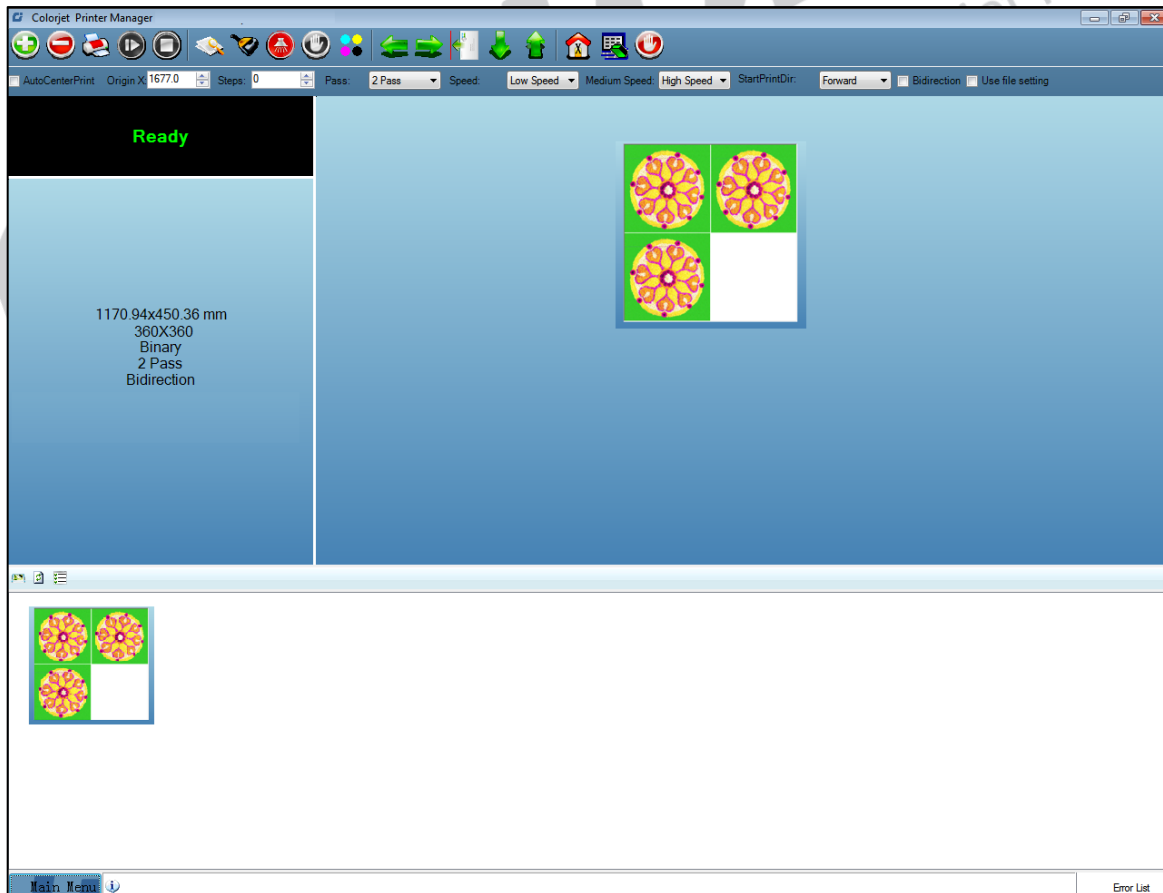 Colorjet Printer Manager
AutoCenterPrint Origin X: 1677.0 Steps: 0 Pass: 2 Pass Speed: Low Speed Medium Speed: High Speed StartPrintDir: Forward Bidirection Use file setting
Ready
1170.94x450.36 mm
360X360
Binary
2 Pass
Bidirection
Main Menu
Error List